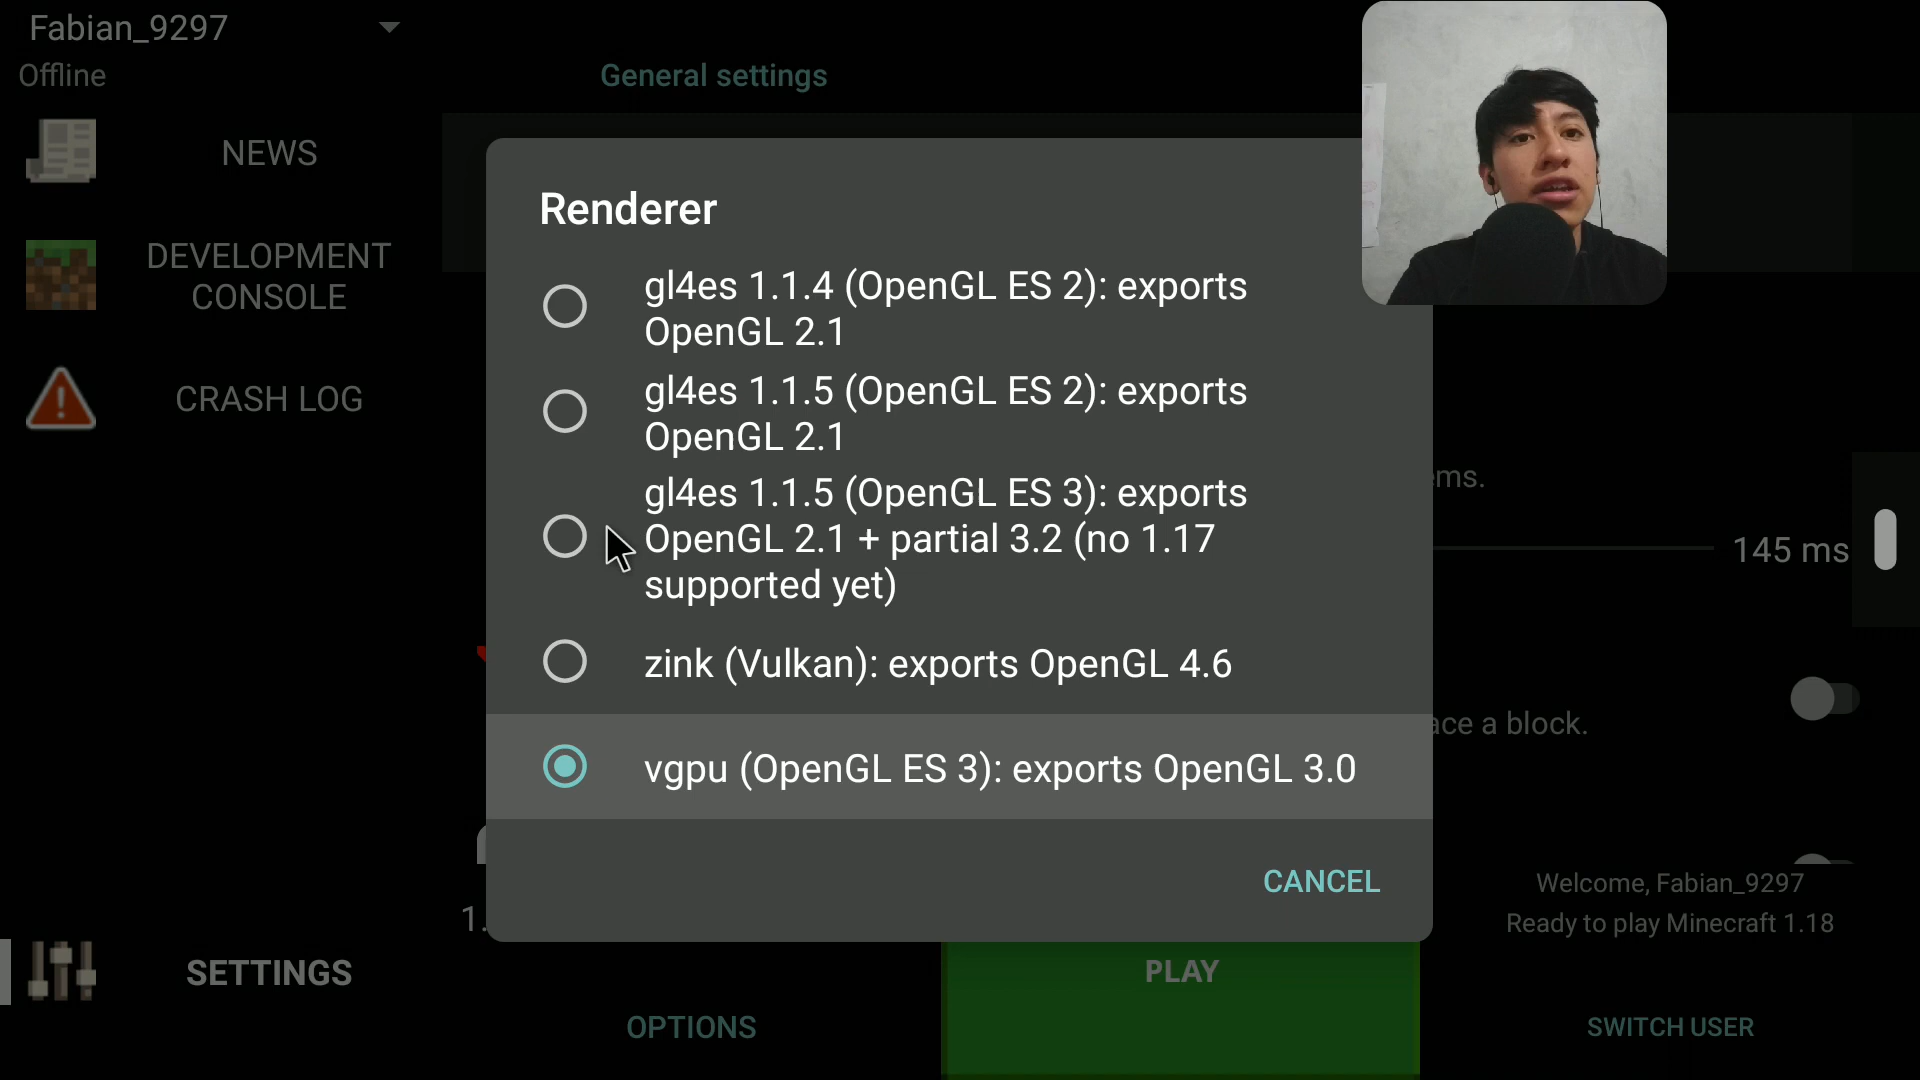 Fabian_9297
Offline
General settings
NEWS
DEVELOPMENT
CONSOLE
CRASH LOG
Renderer
gl4es 1.1.4 (OpenGL ES 2): exports
OpenGL 2.1
gl4es 1.1.5 (OpenGL ES 2): exports
OpenGL 2.1
gl4es 1.1.5 (OpenGL ES 3): exports
OpenGL 2.1 + partial 3.2 (no 1.17
supported yet)
zink (Vulkan): exports OpenGL 4.6
vgpu (OpenGL ES 3): exports OpenGL 3.0
CANCEL
ems.
145 ms
ace a block.
1.
Welcome, Fabian_9297
Ready to play Minecraft 1.18
SETTINGS
PLAY
OPTIONS
SWITCH USER